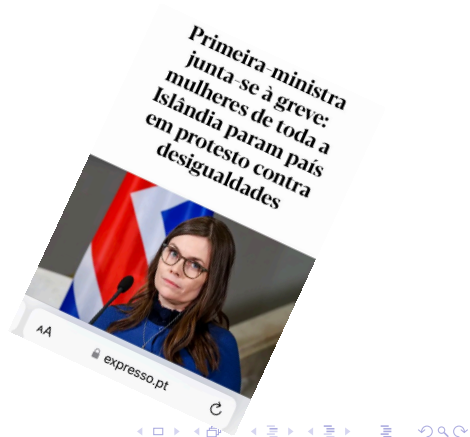 Primeira-ministra
junta-se à greve:
mulheres de toda a
Islândia param país
em protesto contra
desigualdades
AA
expresso.pt